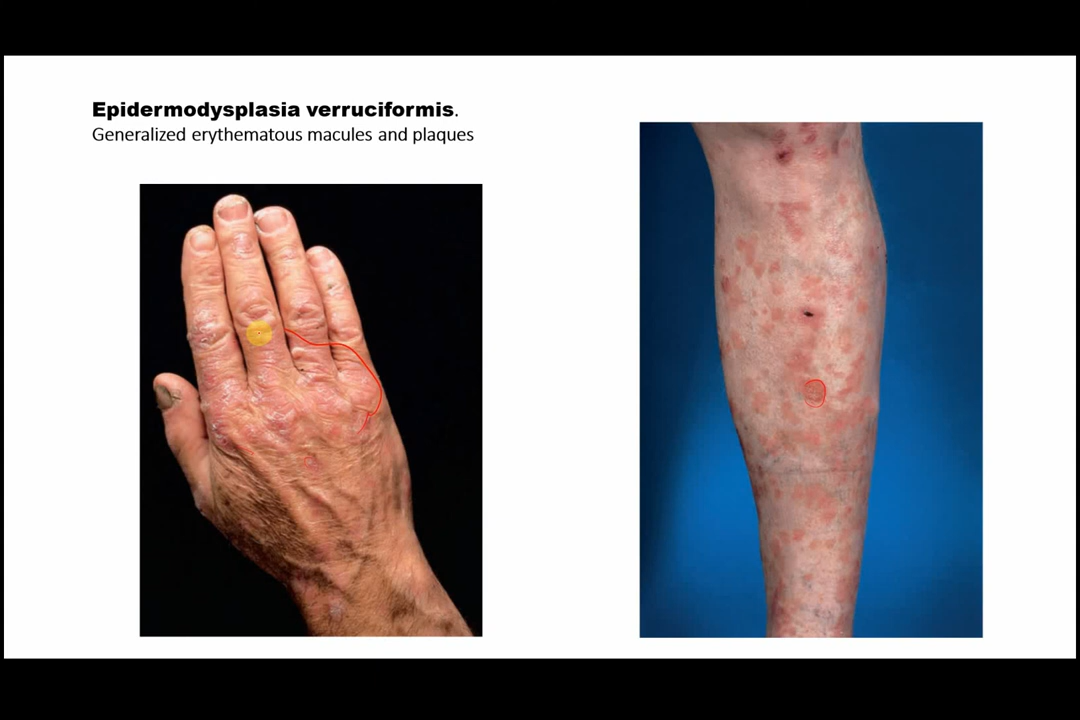 Epidermodysplasia verruciformis.
Generalized erythematous macules and plaques